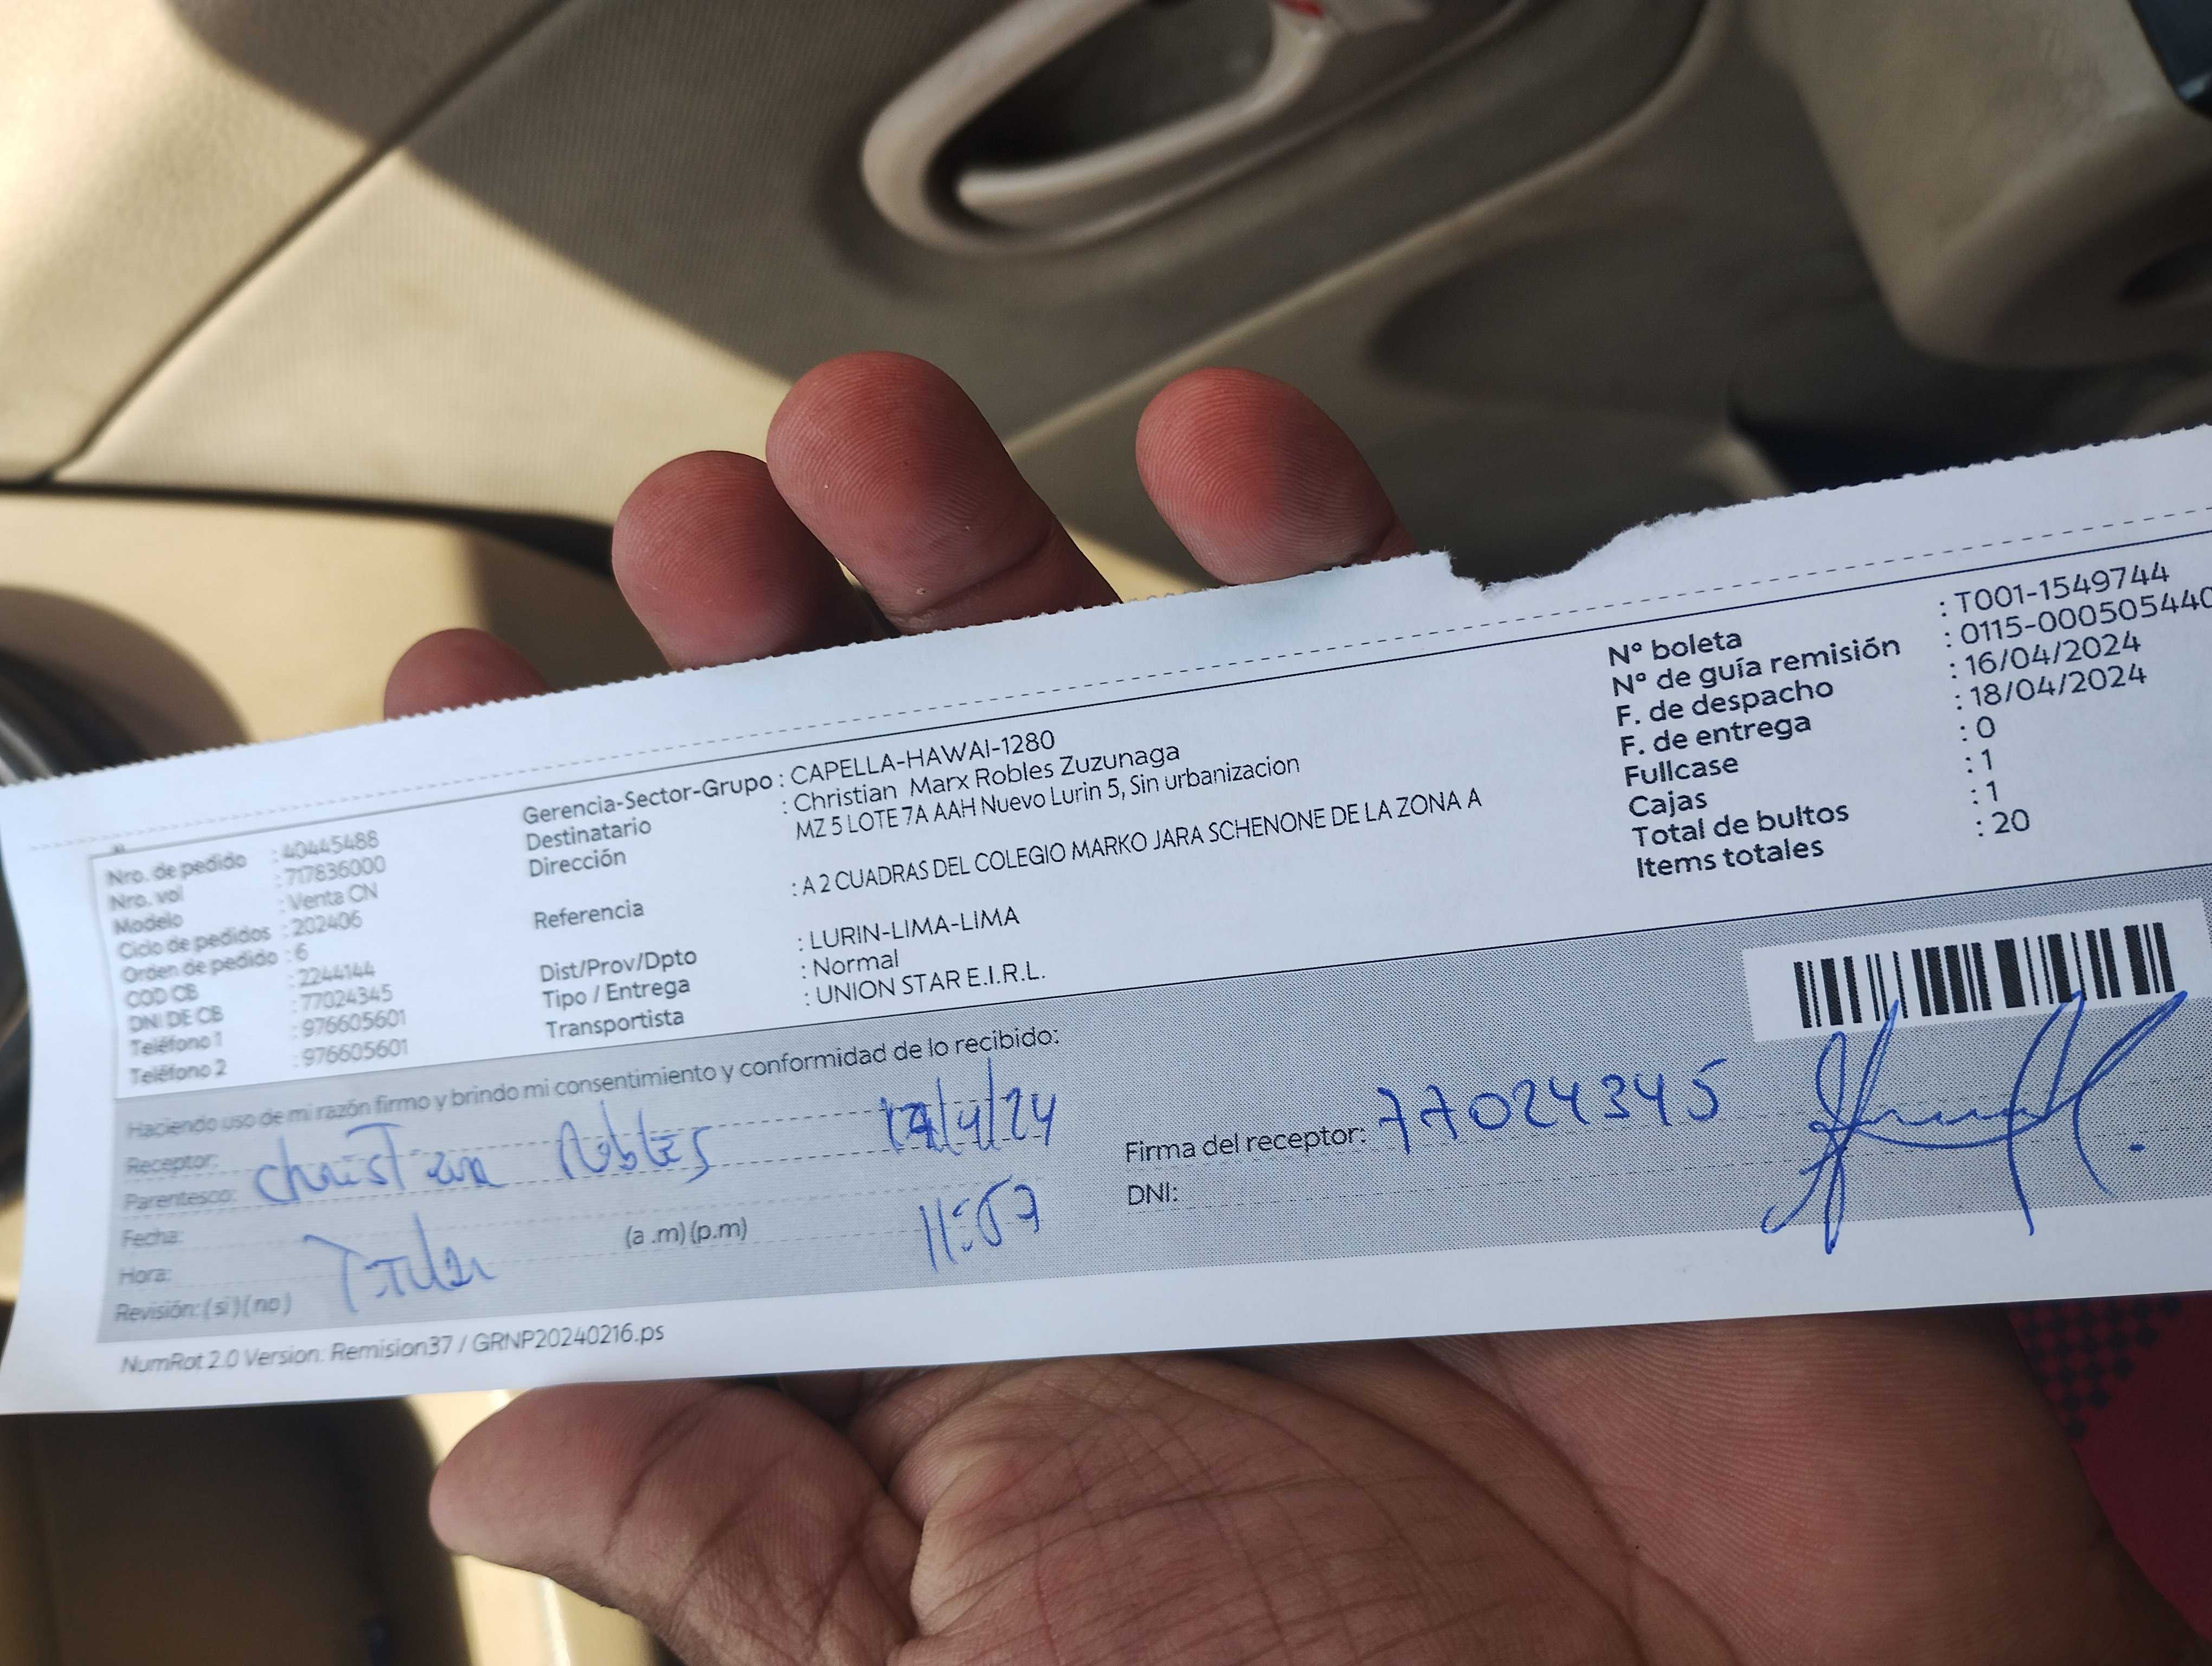 Nro. de pedido : 40445488
Nro. vol : 717836000
Modelo : Venta CN
Ciclo de pedidos : 202406
Orden de pedido : 6
COD CB : 2244144
DNI DE CB : 77024345
Teléfono 1 : 976605601
Teléfono 2 : 976605601
Gerencia-Sector-Grupo : CAPELLA-HAWAI-1280
Destinatario : Christian Marx Robles Zuzunaga
Dirección MZ 5 LOTE 7A AAH Nuevo Lurin 5, Sin urbanizacion
Referencia : A 2 CUADRAS DEL COLEGIO MARKO JARA SCHENONE DE LA ZONA A
Dist/Prov/Dpto : LURIN-LIMA-LIMA
Tipo / Entrega : Normal
Transportista : UNION STAR E.I.R.L.
N° boleta : T001-1549744
N° de guía remisión : 0115-000505440
F. de despacho : 16/04/2024
F. de entrega : 18/04/2024
Fullcase : 0
Cajas : 1
Total de bultos : 1
Items totales : 20
Haciendo uso de mi razón firmo y brindo mi consentimiento y conformidad de lo recibido:
Receptor: Christian Robles
Parentesco:
Fecha:
Hora: (a .m) (p.m) 11:57
Revisión: ( si ) ( no )
Firma del receptor: 77024345
DNI:
NumRot 2.0 Version: Remision37 / GRNP20240216.ps